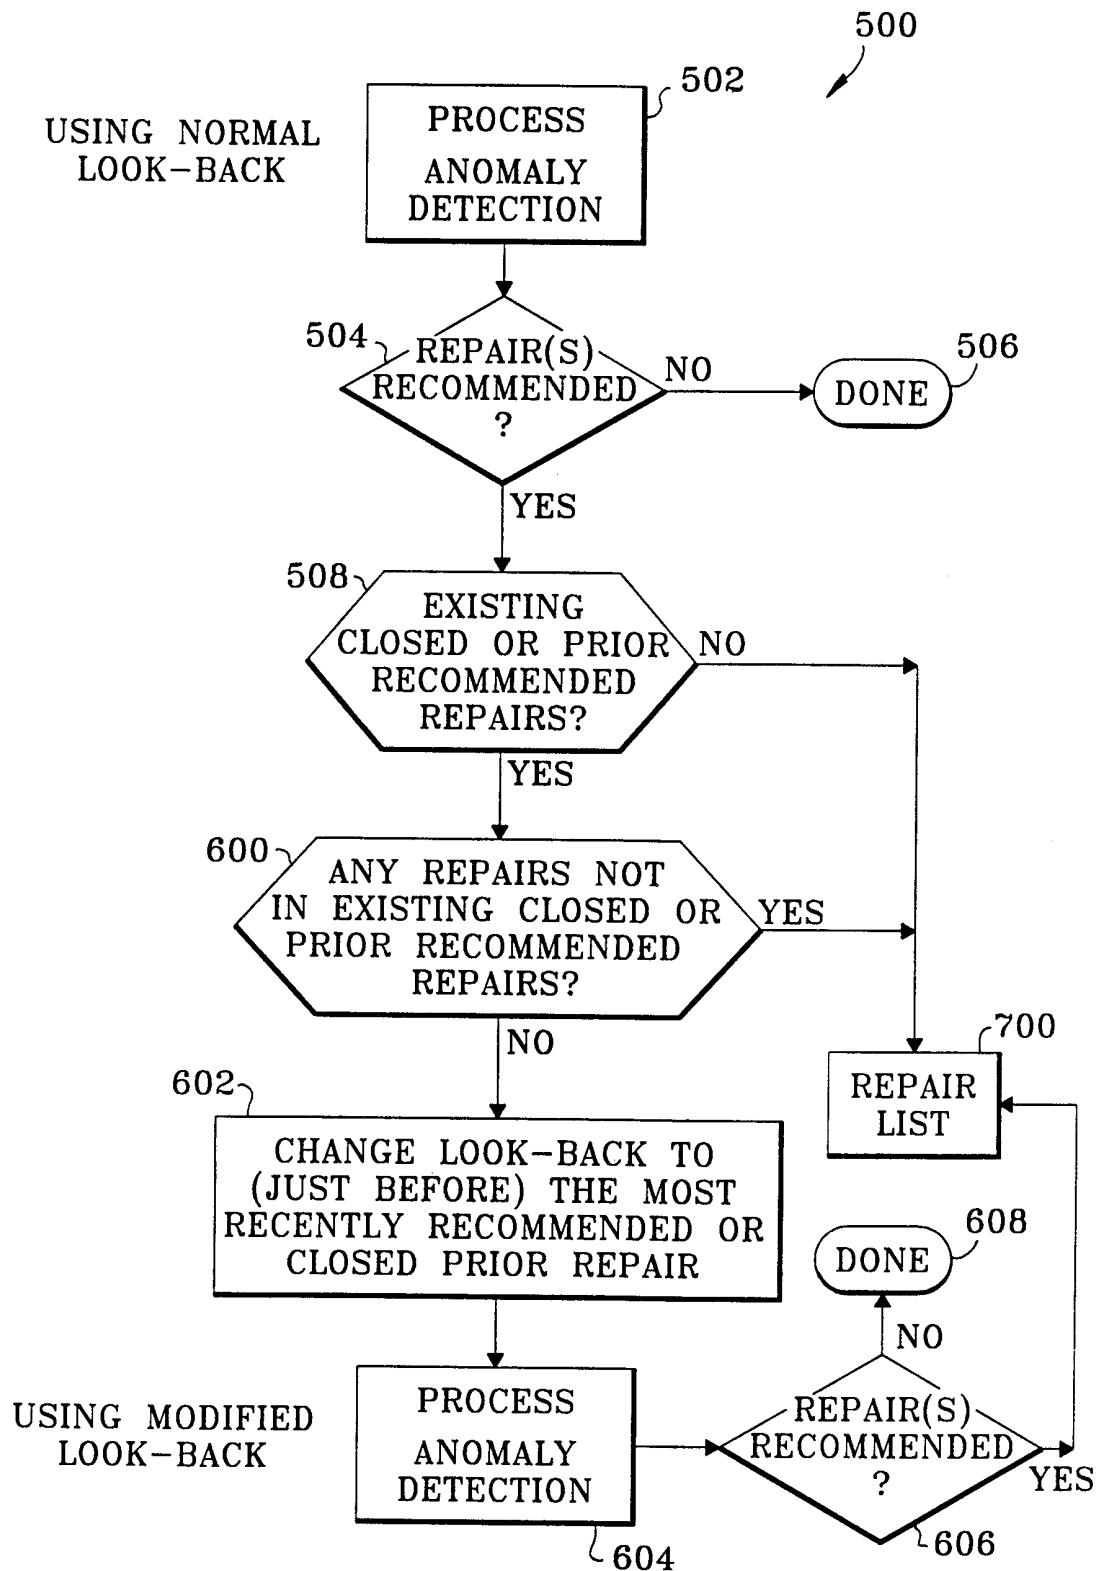 500
502
USING NORMAL
LOOK-BACK
PROCESS
ANOMALY
DETECTION
504
REPAIR(S)
RECOMMENDED
?
NO
506
DONE
YES
508
EXISTING
CLOSED OR PRIOR
RECOMMENDED
REPAIRS?
NO
YES
600
ANY REPAIRS NOT
IN EXISTING CLOSED OR
PRIOR RECOMMENDED
REPAIRS?
YES
NO
700
REPAIR
LIST
602
CHANGE LOOK-BACK TO
(JUST BEFORE) THE MOST
RECENTLY RECOMMENDED OR
CLOSED PRIOR REPAIR
608
DONE
NO
USING MODIFIED
LOOK-BACK
PROCESS
ANOMALY
DETECTION
604
REPAIR(S)
RECOMMENDED
?
YES
606